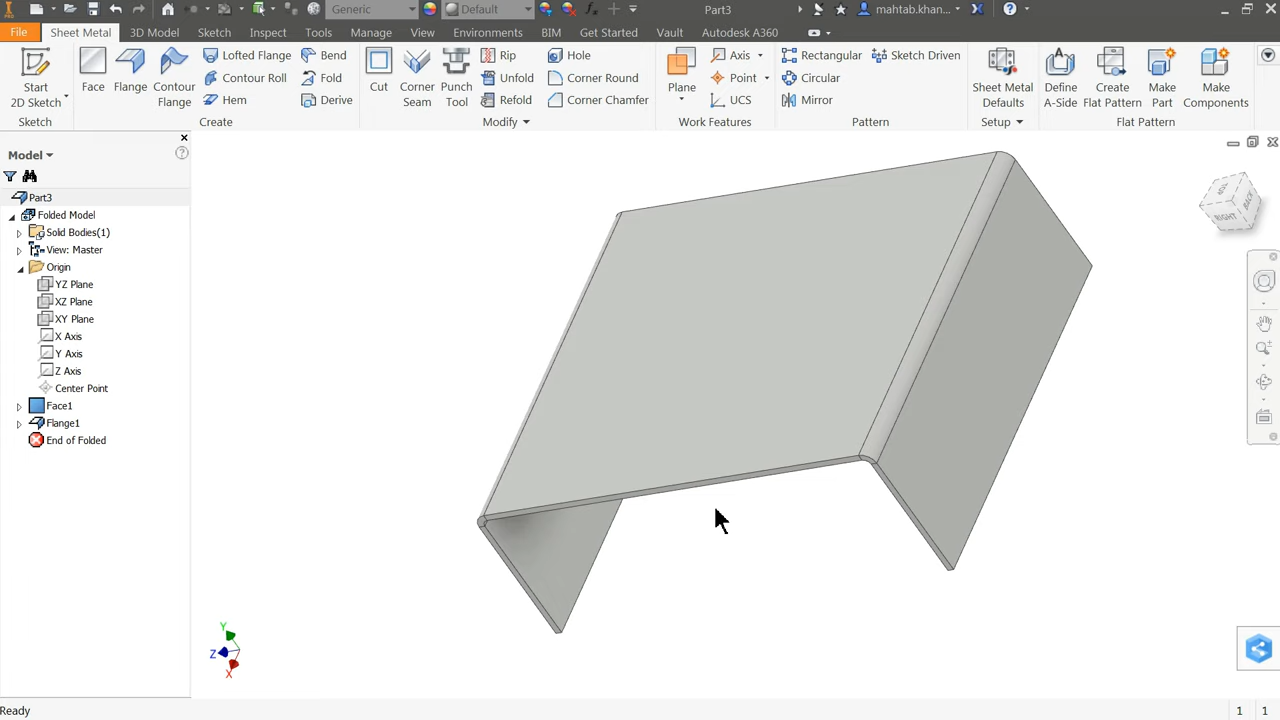 PRO
Generic
Default
Part3
mahtab.khan...
File
Sheet Metal
3D Model
Sketch
Inspect
Tools
Manage
View
Environments
BIM
Get Started
Vault
Autodesk A360
Start
2D Sketch
Sketch
Face
Flange
Contour
Flange
Lofted Flange
Contour Roll
Hem
Bend
Fold
Derive
Create
Cut
Corner
Seam
Punch
Tool
Rip
Unfold
Refold
Hole
Corner Round
Corner Chamfer
Modify
Plane
Axis
Point
UCS
Work Features
Rectangular
Circular
Mirror
Sketch Driven
Pattern
Sheet Metal
Defaults
Setup
Define
A-Side
Create
Flat Pattern
Make
Part
Make
Components
Flat Pattern
Model
Part3
Folded Model
Solid Bodies(1)
View: Master
Origin
YZ Plane
XZ Plane
XY Plane
X Axis
Y Axis
Z Axis
Center Point
Face1
Flange1
End of Folded
TOP
RIGHT
BACK
Y
Z
X
Ready
1
1